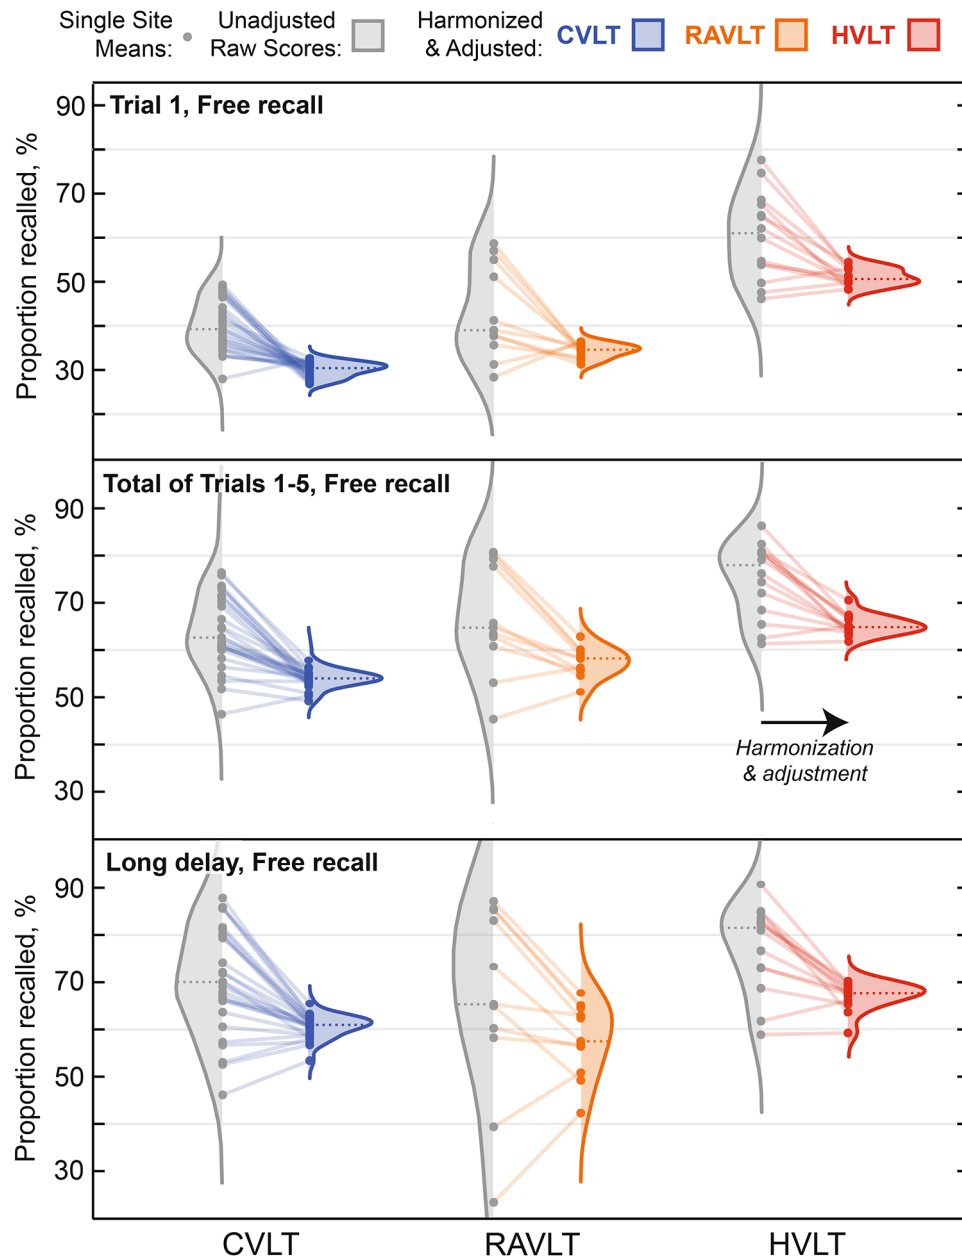 Single Site Means:
Unadjusted Raw Scores:
Harmonized & Adjusted:
CVLT
RAVLT
HVLT
Trial 1, Free recall
Proportion recalled, %
90
70
50
30
Total of Trials 1-5, Free recall
Proportion recalled, %
90
70
50
30
Harmonization
& adjustment
Long delay, Free recall
Proportion recalled, %
90
70
50
30
CVLT
RAVLT
HVLT